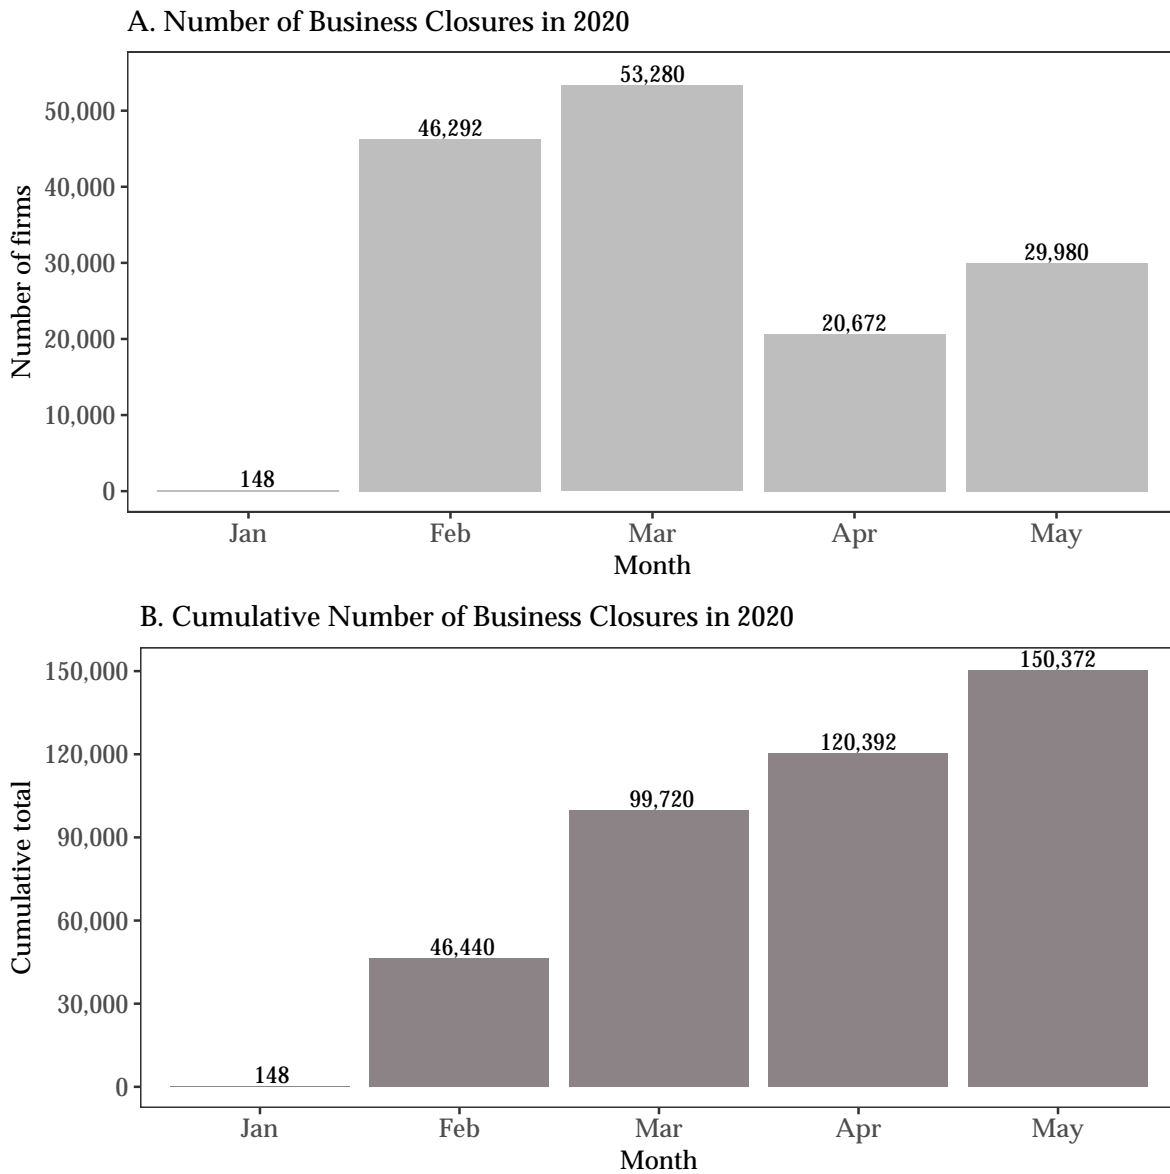 A. Number of Business Closures in 2020
Number of firms
50,000
40,000
30,000
20,000
10,000
0
148
46,292
53,280
20,672
29,980
Jan Feb Mar Apr May
Month
B. Cumulative Number of Business Closures in 2020
Cumulative total
150,000
120,000
90,000
60,000
30,000
0
148
46,440
99,720
120,392
150,372
Jan Feb Mar Apr May
Month